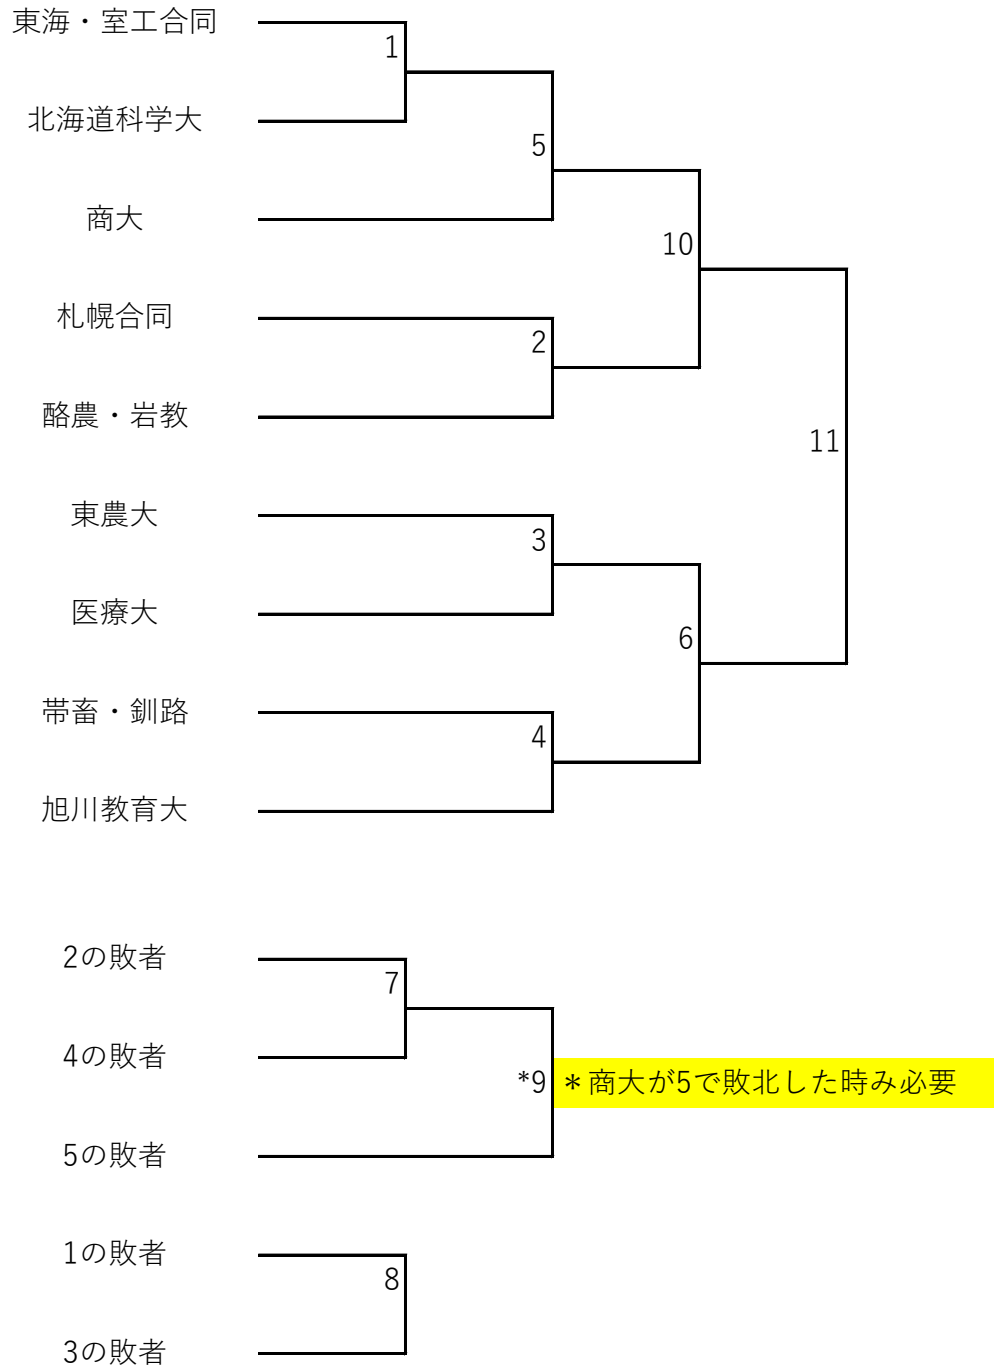 東海・室工合同
1
北海道科学大
5
商大
10
札幌合同
2
酪農・岩教
11
東農大
3
医療大
6
帯畜・釧路
4
旭川教育大
2の敗者
7
4の敗者
*9 ＊商大が5で敗北した時み必要
5の敗者
1の敗者
8
3の敗者